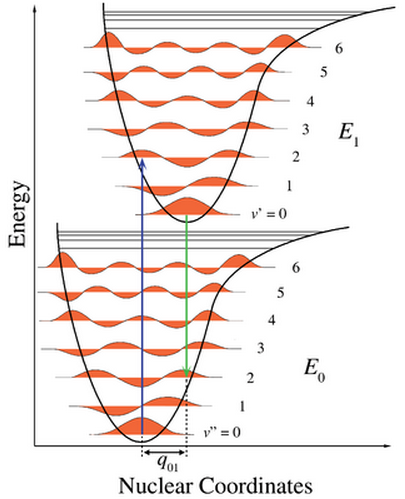 6
5
4
3
E1
2
1
v' = 0
Energy
6
5
4
3
E0
2
1
v" = 0
q01
Nuclear Coordinates